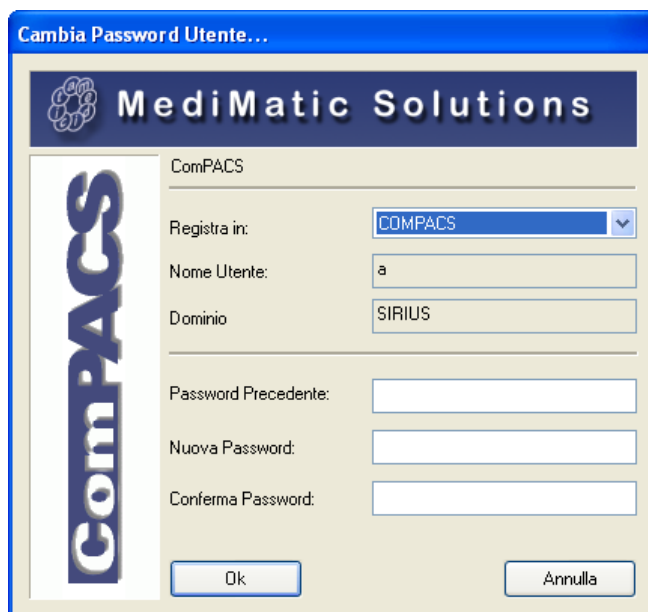 Cambia Password Utente...
MediMatic Solutions
ComPACS
ComPACS
Registra in: COMPACS
Nome Utente: a
Dominio SIRIUS
Password Precedente:
Nuova Password:
Conferma Password:
Ok Annulla